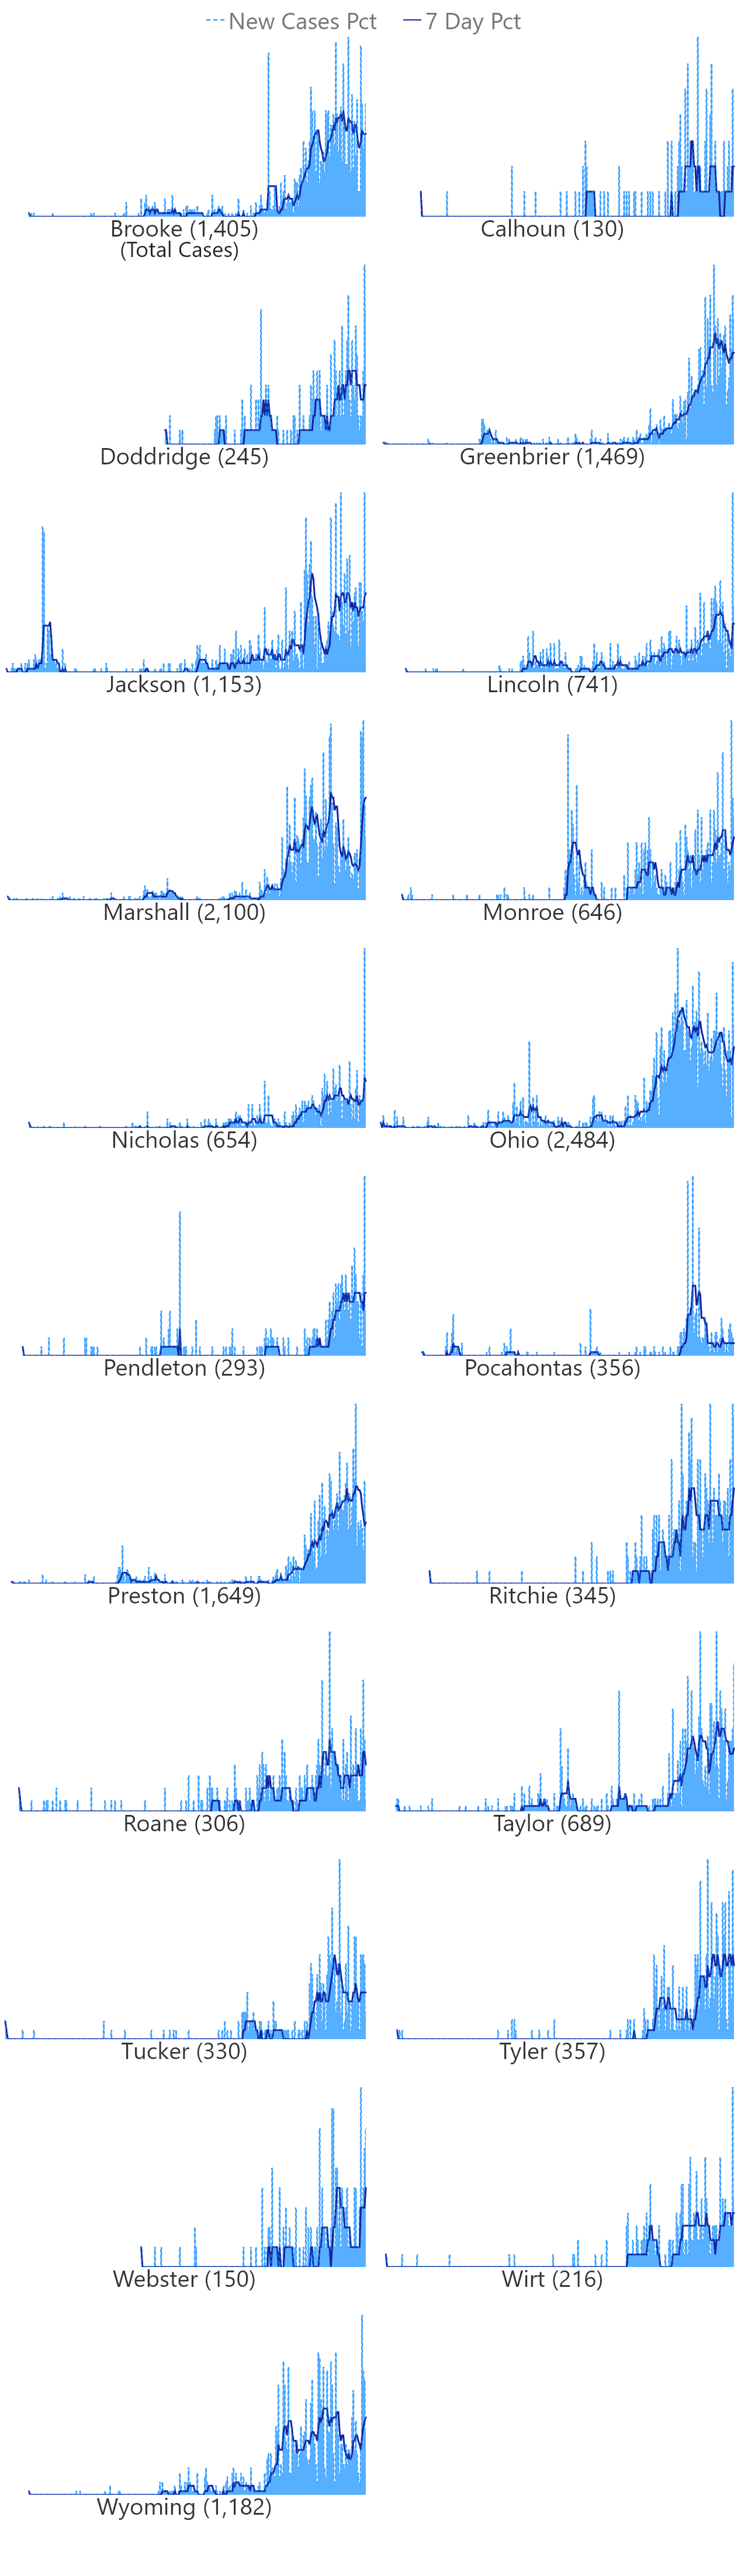 New Cases Pct 7 Day Pct
Brooke (1,405) Calhoun (130)
(Total Cases)
Doddridge (245) Greenbrier (1,469)
Jackson (1,153) Lincoln (741)
Marshall (2,100) Monroe (646)
Nicholas (654) Ohio (2,484)
Pendleton (293) Pocahontas (356)
Preston (1,649) Ritchie (345)
Roane (306) Taylor (689)
Tucker (330) Tyler (357)
Webster (150) Wirt (216)
Wyoming (1,182)